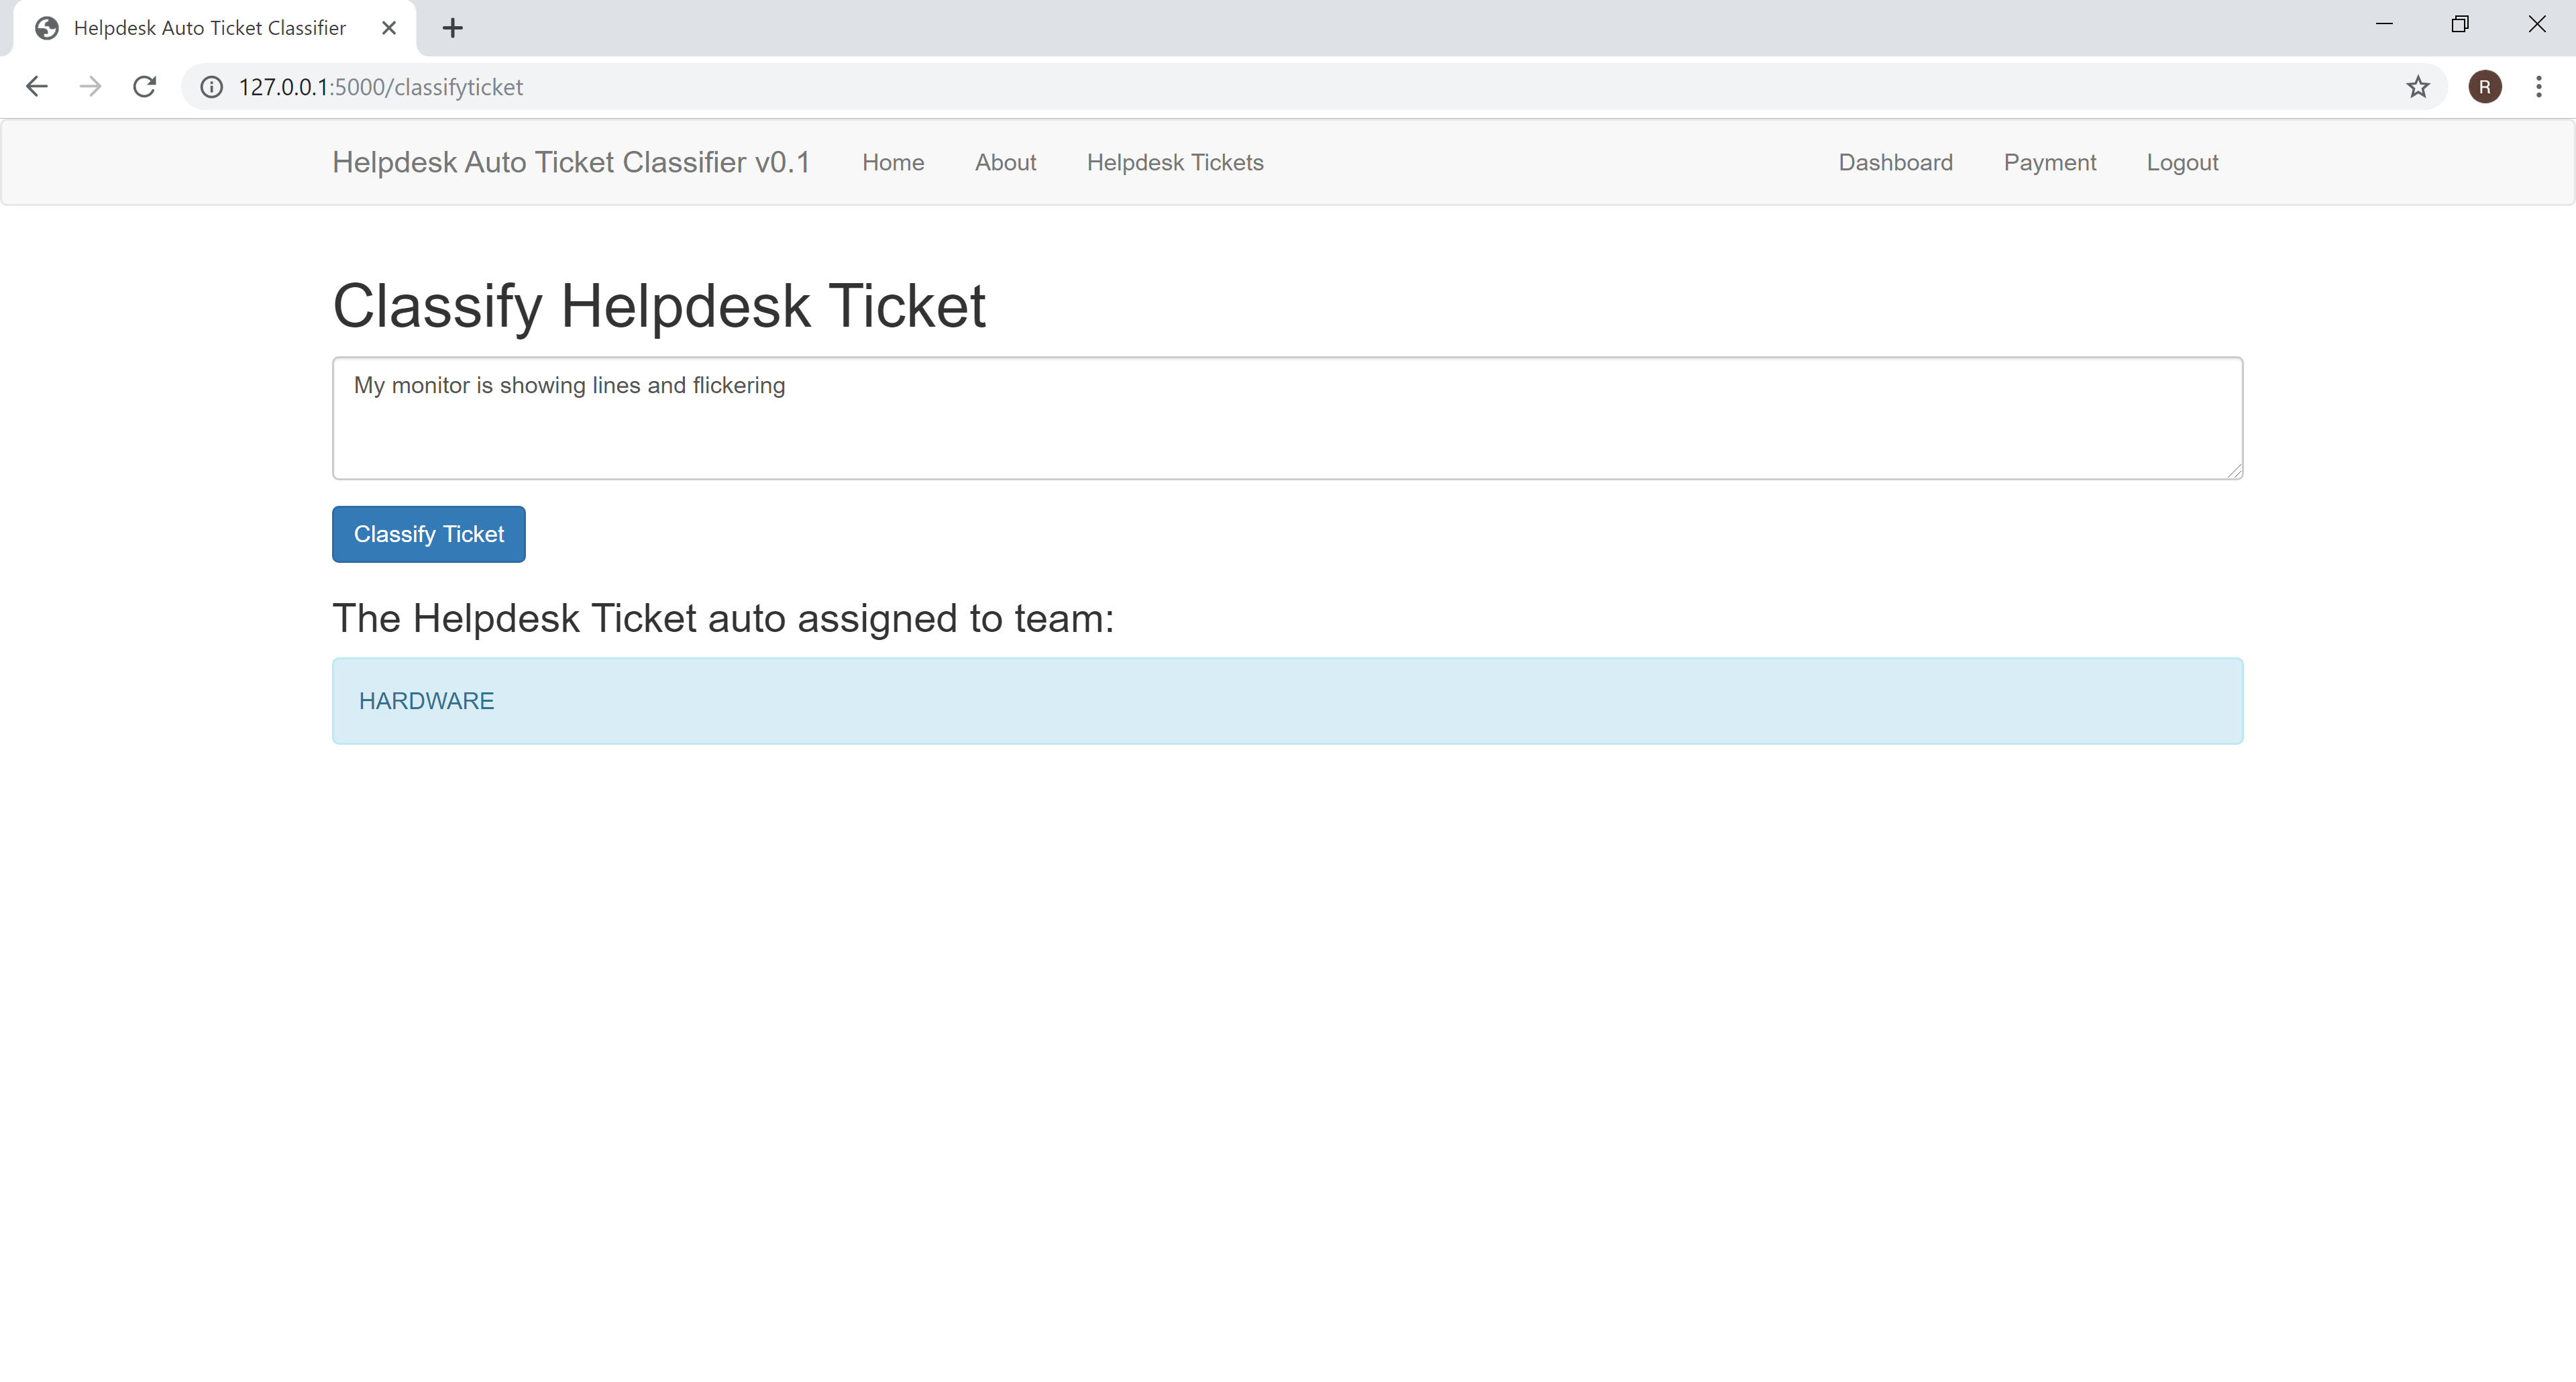 Helpdesk Auto Ticket Classifier
127.0.0.1:5000/classifyticket
R
Helpdesk Auto Ticket Classifier v0.1 Home About Helpdesk Tickets Dashboard Payment Logout
Classify Helpdesk Ticket
My monitor is showing lines and flickering
Classify Ticket
The Helpdesk Ticket auto assigned to team:
HARDWARE